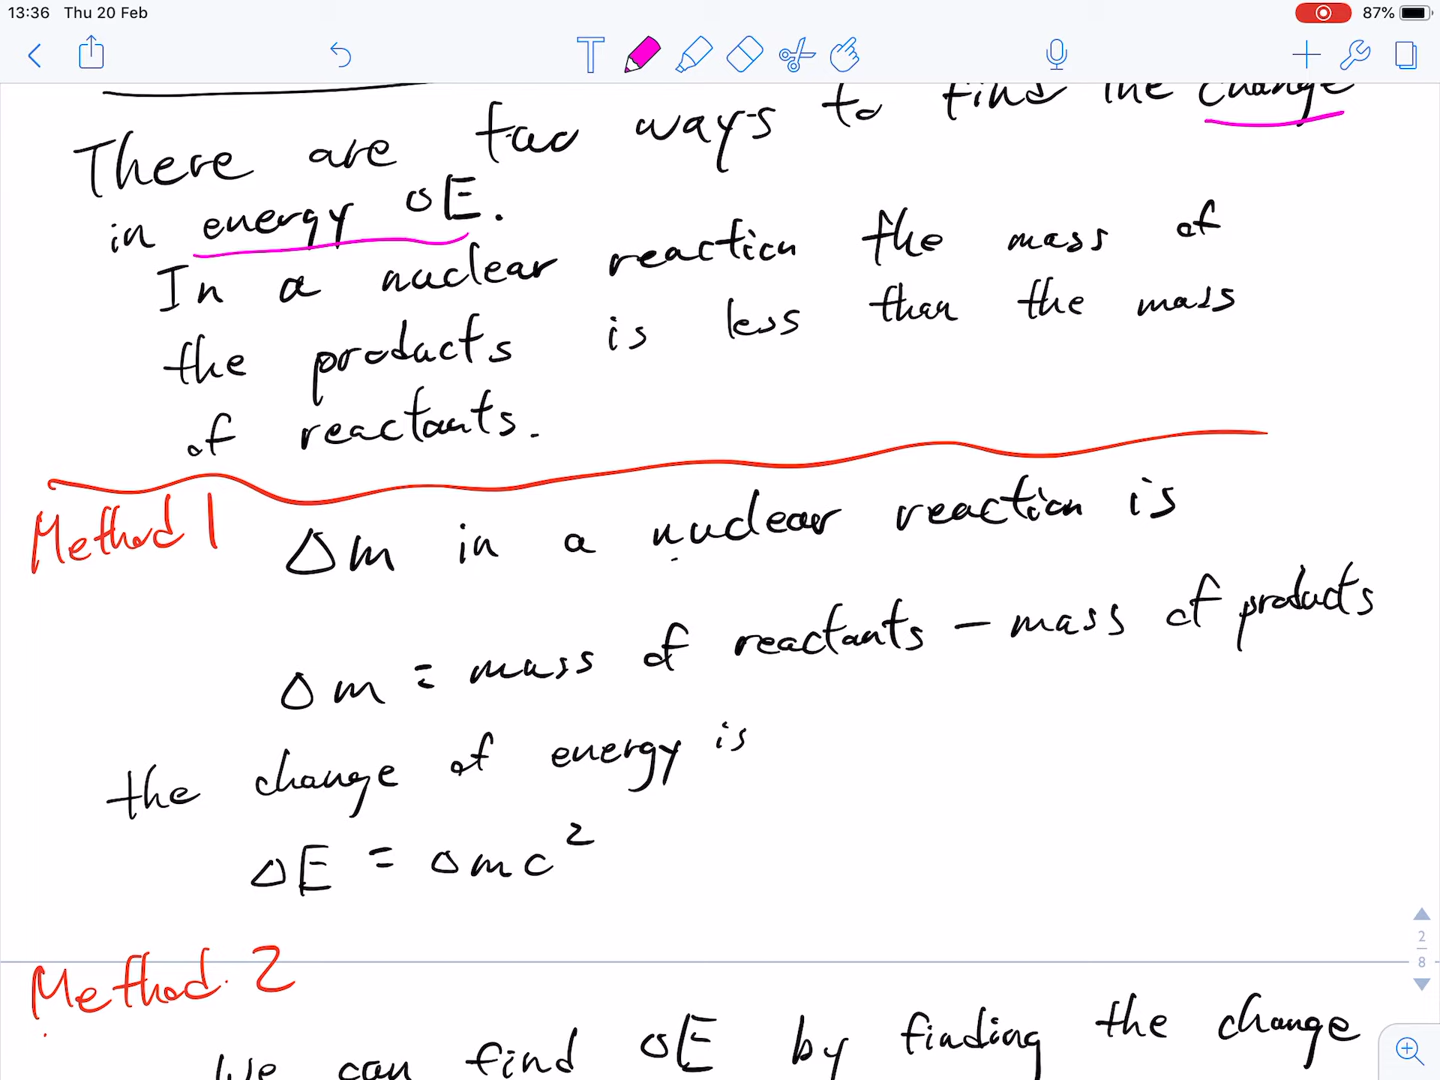 13:36 Thu 20 Feb 87%
T
There are two ways to find the change
in energy ΔE.
In a nuclear reaction the mass of
the products is less than the mass
of reactants.
Method 1 Δm in a nuclear reaction is
Δm = mass of reactants - mass of products
the change of energy is
ΔE = Δmc²
2
8
Method 2
We can find ΔE by finding the change